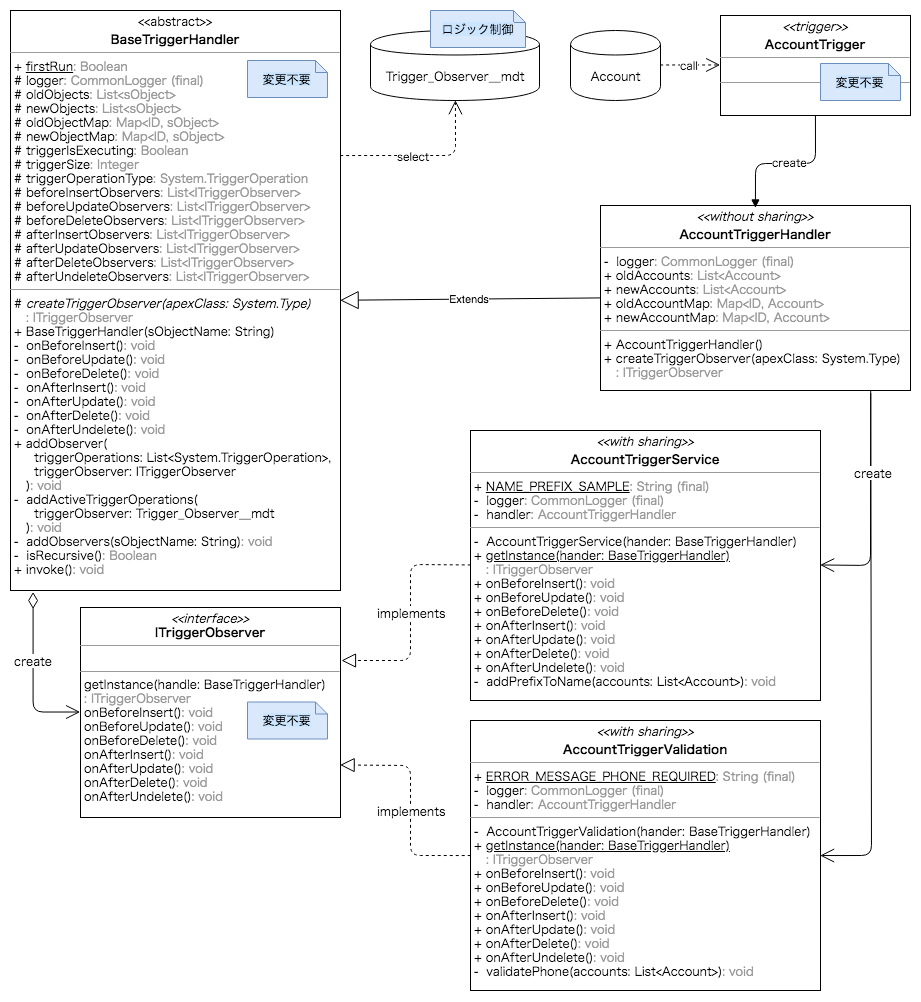 <<abstract>>
BaseTriggerHandler
+ firstRun: Boolean
# logger: CommonLogger (final)
# oldObjects: List<sObject>
# newObjects: List<sObject>
# oldObjectMap: Map<ID, sObject>
# newObjectMap: Map<ID, sObject>
# triggerIsExecuting: Boolean
# triggerSize: Integer
# triggerOperationType: System.TriggerOperation
# beforeInsertObservers: List<ITriggerObserver>
# beforeUpdateObservers: List<ITriggerObserver>
# beforeDeleteObservers: List<ITriggerObserver>
# afterInsertObservers: List<ITriggerObserver>
# afterUpdateObservers: List<ITriggerObserver>
# afterDeleteObservers: List<ITriggerObserver>
# afterUndeleteObservers: List<ITriggerObserver>
変更不要
# createTriggerObserver(apexClass: System.Type)
: ITriggerObserver
+ BaseTriggerHandler(sObjectName: String)
- onBeforeInsert(): void
- onBeforeUpdate(): void
- onBeforeDelete(): void
- onAfterInsert(): void
- onAfterUpdate(): void
- onAfterDelete(): void
- onAfterUndelete(): void
+ addObserver(
triggerOperations: List<System.TriggerOperation>,
triggerObserver: ITriggerObserver
): void
- addActiveTriggerOperations(
triggerObserver: Trigger_Observer__mdt
): void
- addObservers(sObjectName: String): void
- isRecursive(): Boolean
+ invoke(): void
ロジック制御
Trigger_Observer__mdt
select
Account
call
<<trigger>>
AccountTrigger
変更不要
create
<<without sharing>>
AccountTriggerHandler
- logger: CommonLogger (final)
+ oldAccounts: List<Account>
+ newAccounts: List<Account>
+ oldAccountMap: Map<ID, Account>
+ newAccountMap: Map<ID, Account>
+ AccountTriggerHandler()
+ createTriggerObserver(apexClass: System.Type)
: ITriggerObserver
Extends
create
<<with sharing>>
AccountTriggerService
+ NAME_PREFIX_SAMPLE: String (final)
- logger: CommonLogger (final)
- handler: AccountTriggerHandler
- AccountTriggerService(hander: BaseTriggerHandler)
+ getInstance(hander: BaseTriggerHandler)
: ITriggerObserver
+ onBeforeInsert(): void
+ onBeforeUpdate(): void
+ onBeforeDelete(): void
+ onAfterInsert(): void
+ onAfterUpdate(): void
+ onAfterDelete(): void
+ onAfterUndelete(): void
- addPrefixToName(accounts: List<Account>): void
implements
create
<<interface>>
ITriggerObserver
getInstance(handle: BaseTriggerHandler)
: ITriggerObserver
onBeforeInsert(): void
onBeforeUpdate(): void
onBeforeDelete(): void
onAfterInsert(): void
onAfterUpdate(): void
onAfterDelete(): void
onAfterUndelete(): void
変更不要
implements
<<with sharing>>
AccountTriggerValidation
+ ERROR_MESSAGE_PHONE_REQUIRED: String (final)
- logger: CommonLogger (final)
- handler: AccountTriggerHandler
- AccountTriggerValidation(hander: BaseTriggerHandler)
+ getInstance(hander: BaseTriggerHandler)
: ITriggerObserver
+ onBeforeInsert(): void
+ onBeforeUpdate(): void
+ onBeforeDelete(): void
+ onAfterInsert(): void
+ onAfterUpdate(): void
+ onAfterDelete(): void
+ onAfterUndelete(): void
- validatePhone(accounts: List<Account>): void